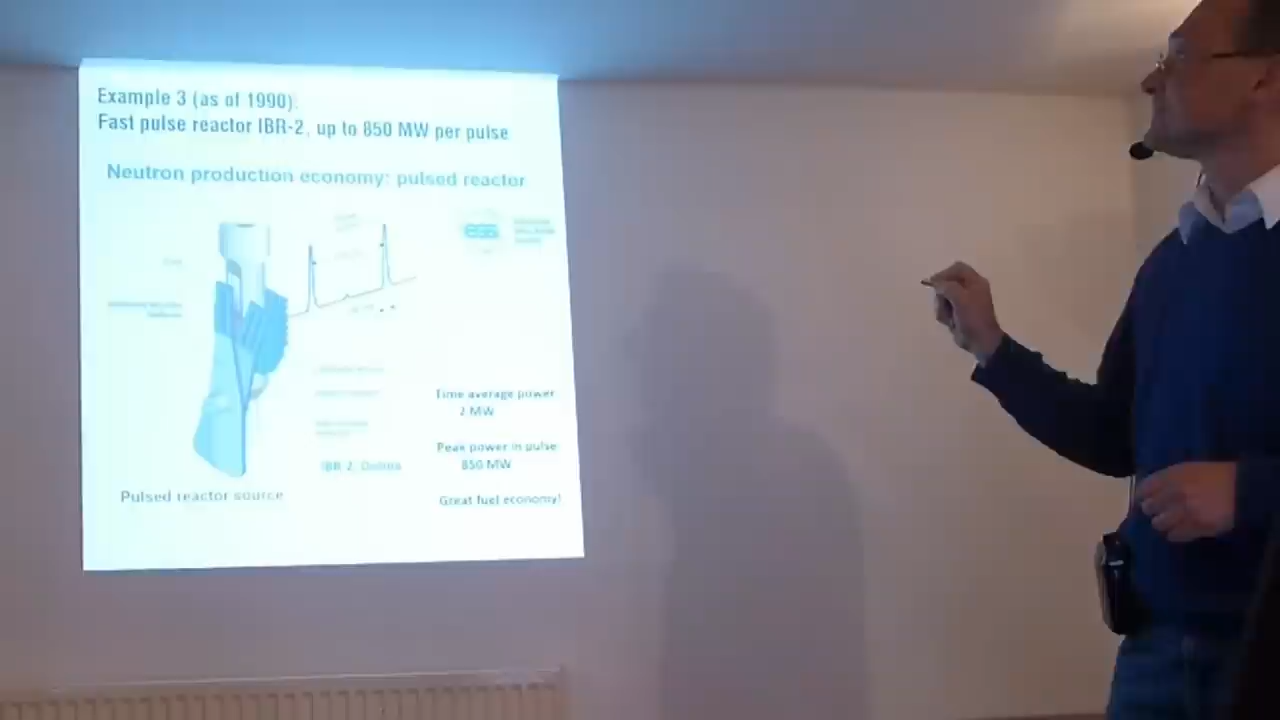 Example 3 (as of 1990):
Fast pulse reactor IBR-2, up to 850 MW per pulse
Neutron production economy: pulsed reactor
ess
Time average power
2 MW
Peak power in pulse
850 MW
IBR-2, Dubna
Pulsed reactor source
Great fuel economy!